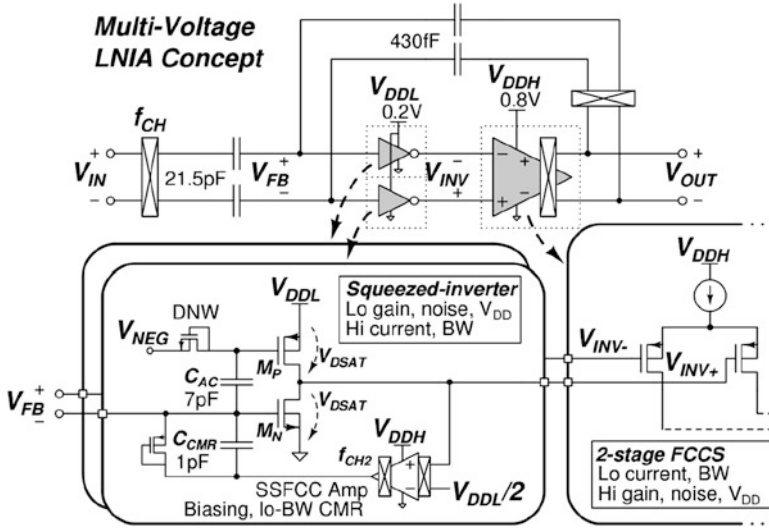 Multi-Voltage
LNIA Concept
430fF
V_DDL
0.2V
V_DDH
0.8V
f_CH
+
V_IN
−
21.5pF
+
V_FB
−
−
V_INV
+
−
+
+
−
+
V_OUT
−
Squeezed-inverter
Lo gain, noise, V_DD
Hi current, BW
V_DDL
DNW
V_NEG
M_P
V_DSAT
C_AC
7pF
V_DSAT
+
V_FB
−
M_N
C_CMR
1pF
f_CH2
V_DDH
−
+
V_DDL/2
SSFCC Amp
Biasing, lo-BW CMR
V_DDH
V_INV-
V_INV+
2-stage FCCS
Lo current, BW
Hi gain, noise, V_DD